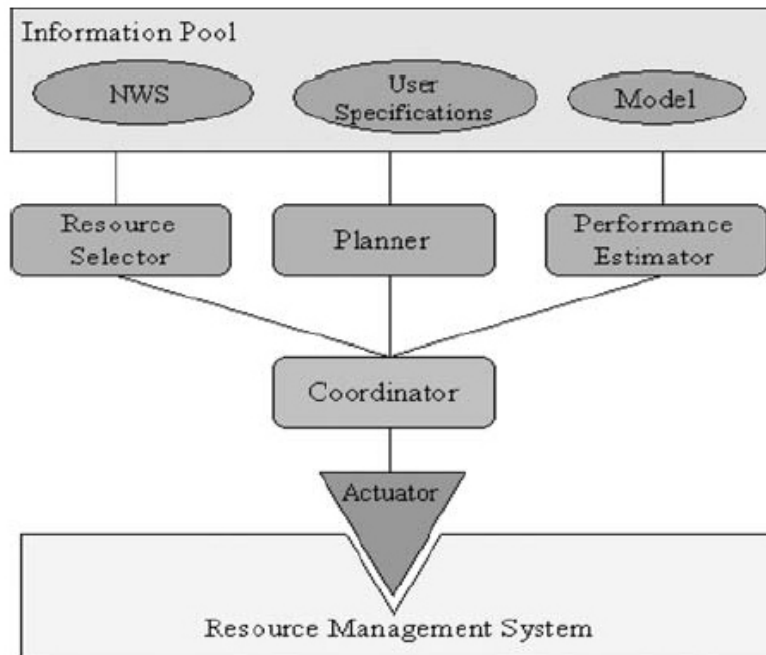 Information Pool
NWS
User
Specifications
Model
Resource
Selector
Planner
Performance
Estimator
Coordinator
Actuator
Resource Management System